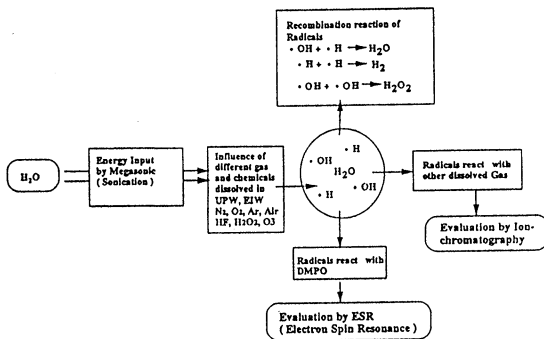 Recombination reaction of
Radicals
· OH + · H → H2O
· H + · H → H2
· OH + · OH → H2O2
H2O
Energy Input
by Megasonic
( Sonication )
Influence of
different gas
and chemicals
dissolved in
UPW, EIW
N2, O2, Ar, Air
HF, H2O2, O3
· H
· OH
H2O
· OH
· H
Radicals react with
other dissolved Gas
Evaluation by Ion-
chromatography
Radicals react with
DMPO
Evaluation by ESR
( Electron Spin Resonance )